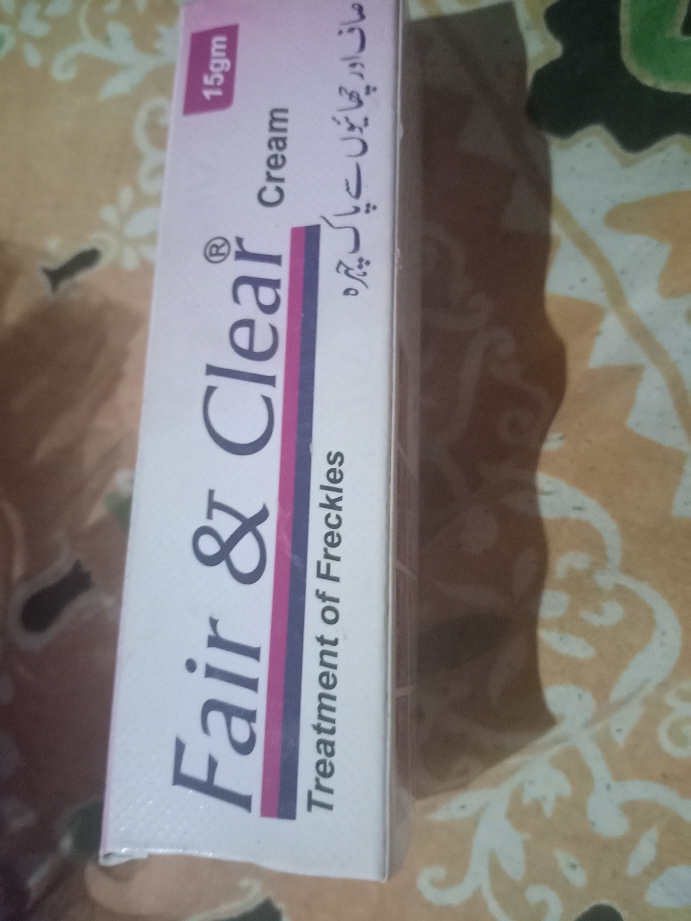 15gm
Fair & Clear® Cream
Treatment of Freckles
صاف اور چھائیوں سے پاک چہرہ